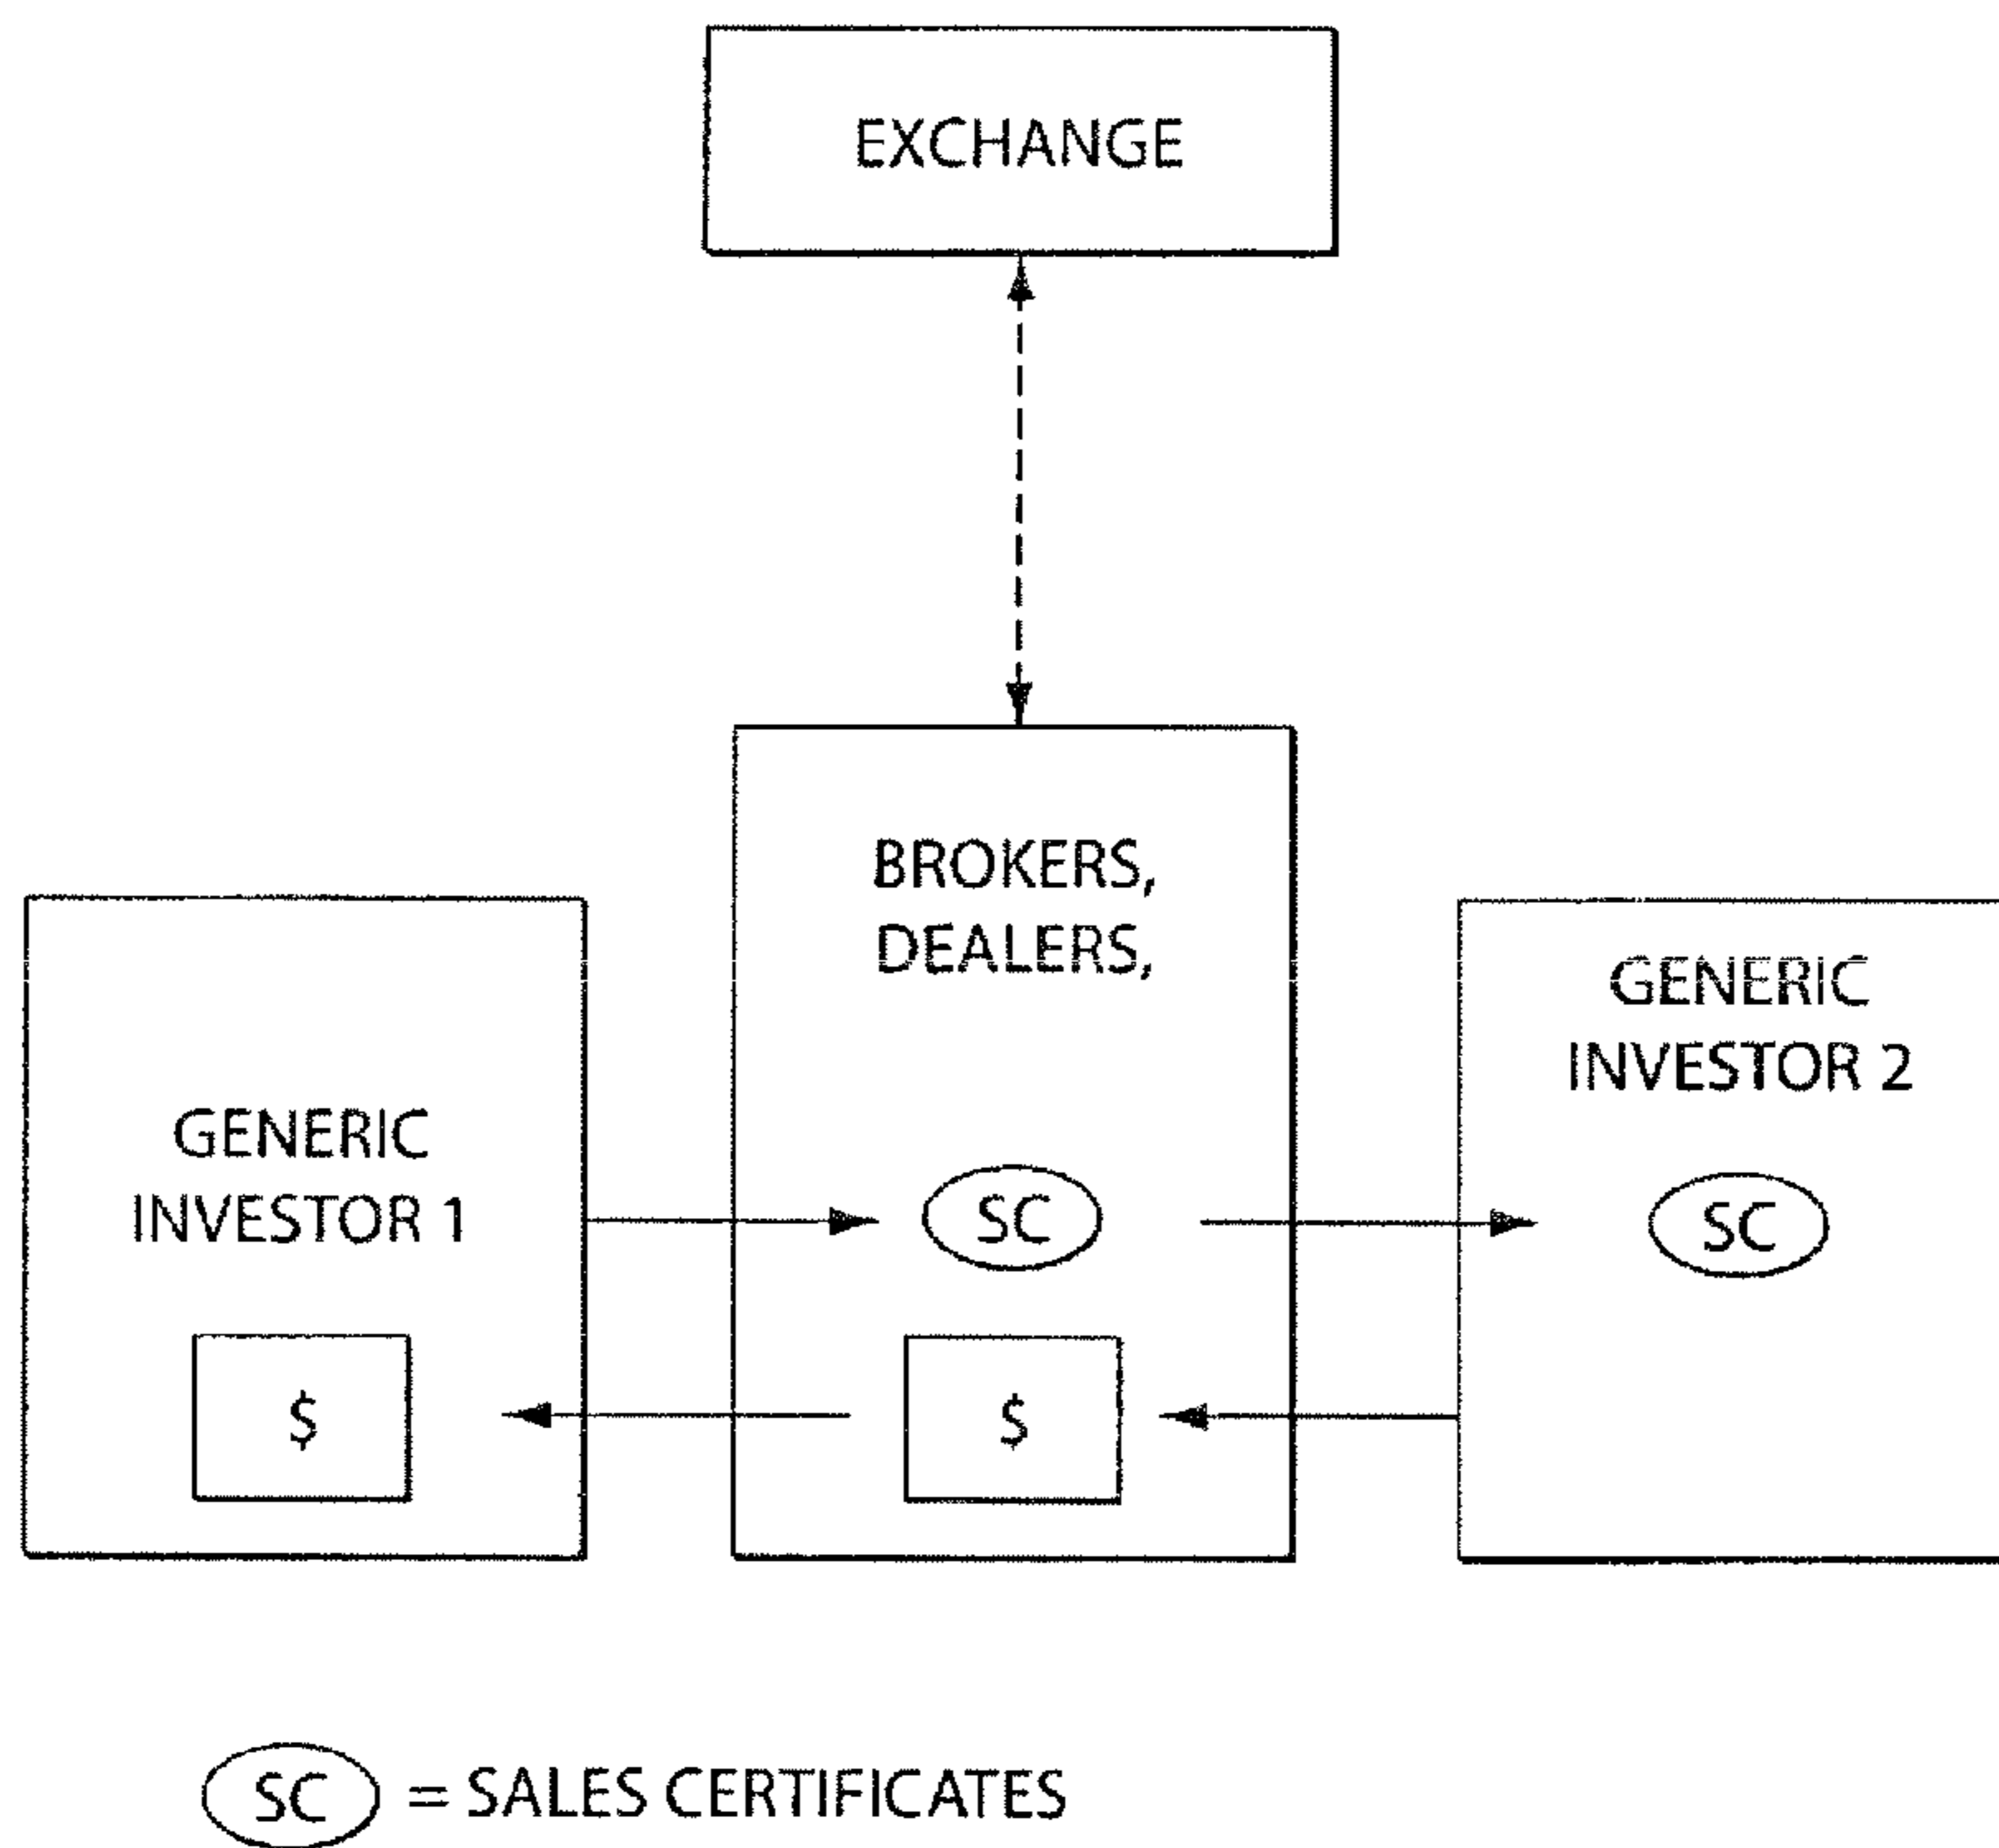 EXCHANGE
BROKERS,
DEALERS,
GENERIC
INVESTOR 1
GENERIC
INVESTOR 2
SC
SC
$
$
SC = SALES CERTIFICATES